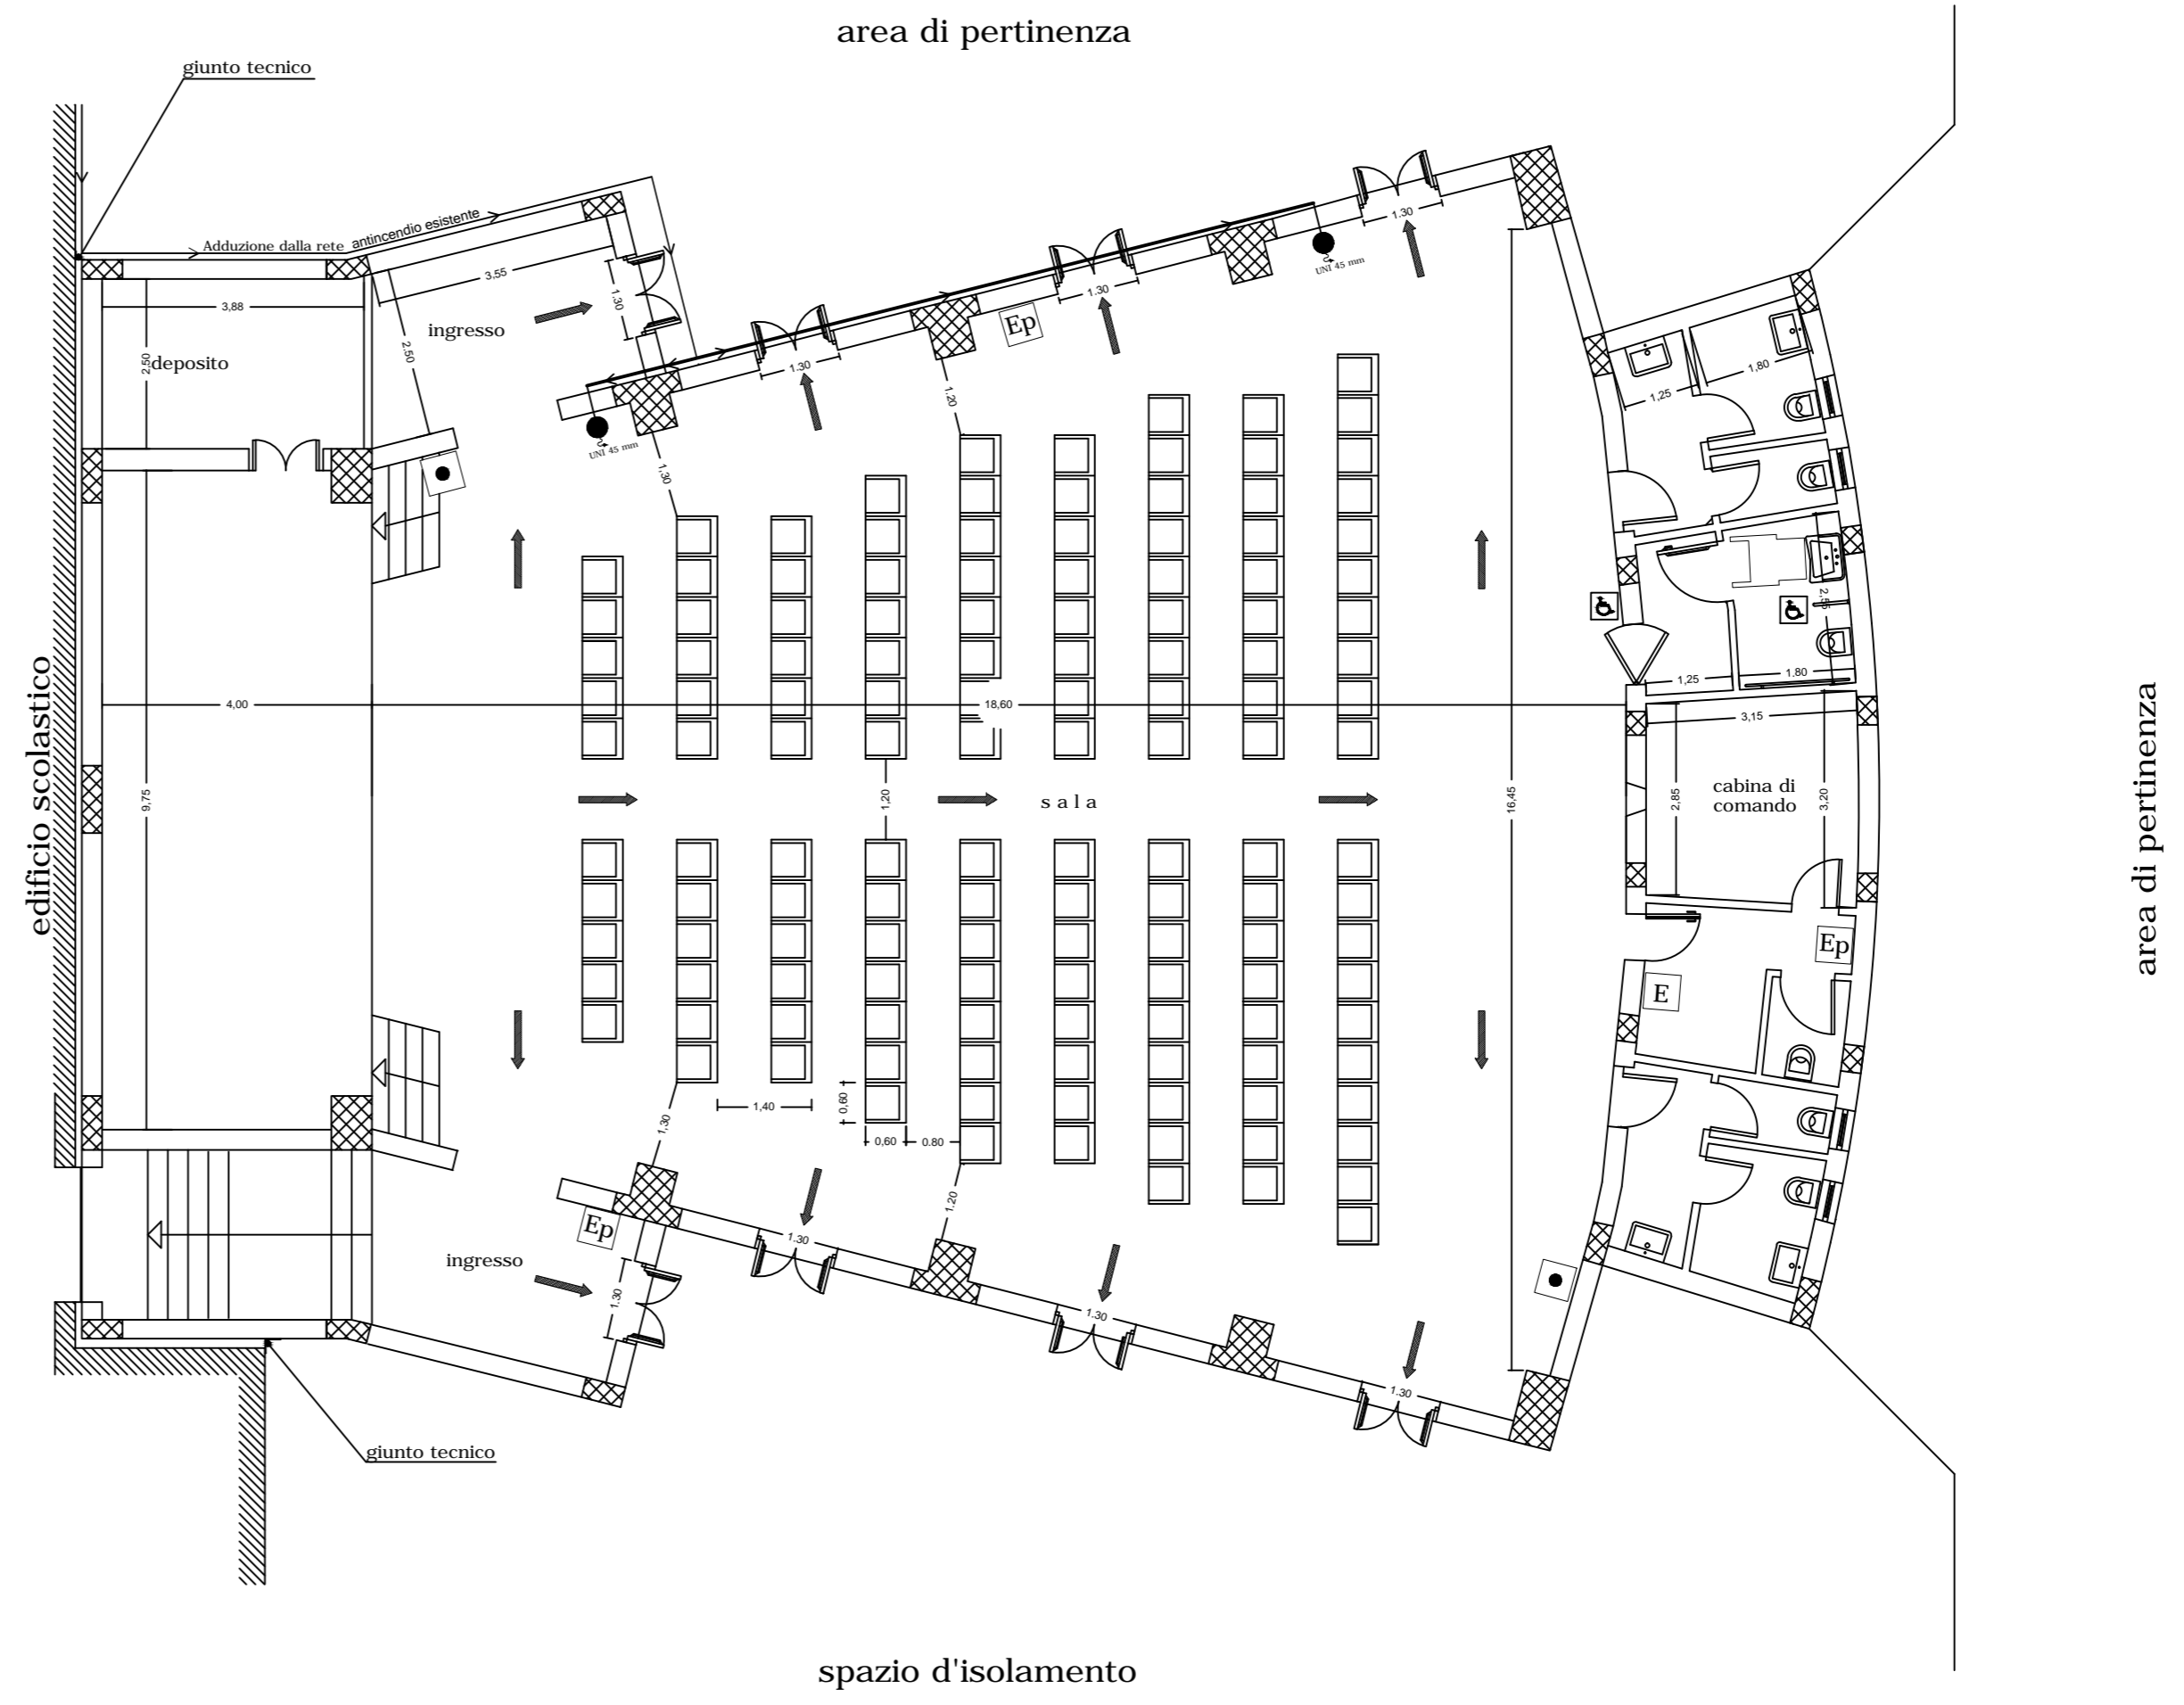 area di pertinenza
giunto tecnico
Adduzione dalla rete antincendio esistente
3,55
1.30
1.30
3,88
ingresso
2,50
deposito
2,50
UNI 45 mm
1.30
Ep
1.30
1,20
1,25
1,80
UNI 45 mm
1,30
edificio scolastico
4,00
18,60
1,25
1,80
2,55
3,15
9,75
1,20
sala
16,45
2,85
cabina di
comando
3,20
area di pertinenza
Ep
E
1,40
0,60
0,60
0.80
1,30
1.20
Ep
1.30
ingresso
1.30
1.30
1.30
giunto tecnico
spazio d'isolamento